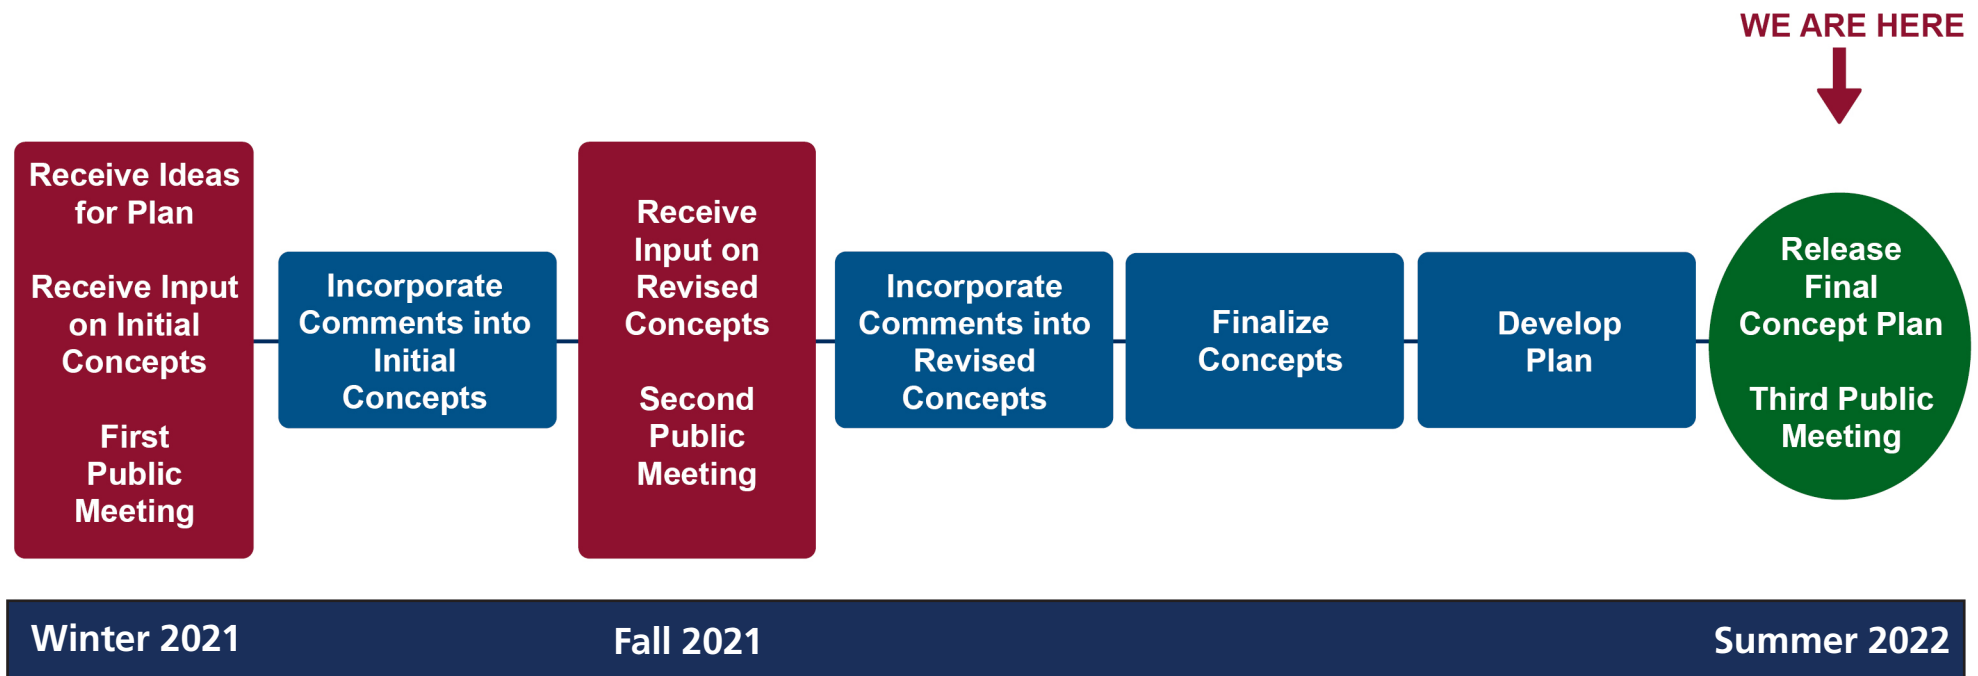 WE ARE HERE
Receive Ideas
for Plan
Receive Input
on Initial
Concepts
First
Public
Meeting
Incorporate
Comments into
Initial
Concepts
Receive
Input on
Revised
Concepts
Second
Public
Meeting
Incorporate
Comments into
Revised
Concepts
Finalize
Concepts
Develop
Plan
Release
Final
Concept Plan
Third Public
Meeting
Winter 2021
Fall 2021
Summer 2022